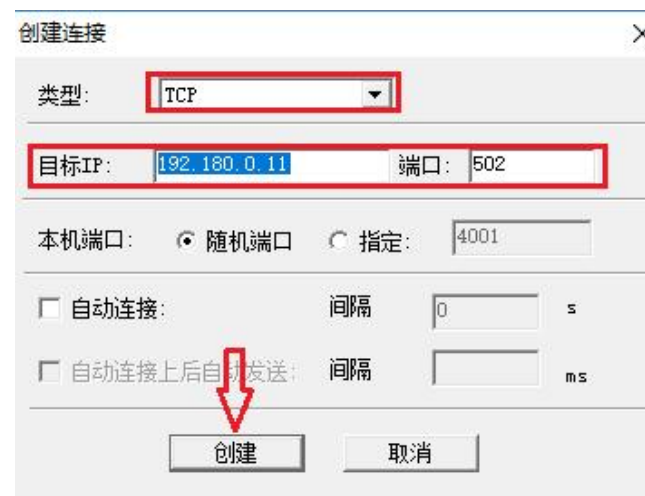 创建连接
类型: TCP
目标IP: 192.180.0.11 端口: 502
本机端口: 随机端口 指定: 4001
自动连接: 间隔 0 s
自动连接上后自动发送: 间隔 ms
创建 取消